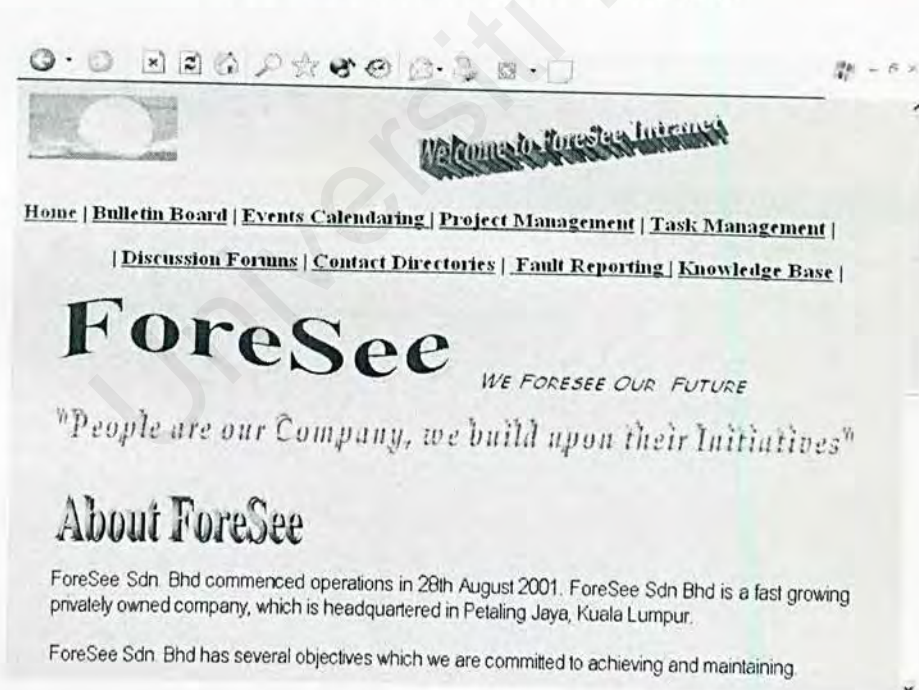 Welcome to ForeSee Intranet
Home | Bulletin Board | Events Calendaring | Project Management | Task Management |
| Discussion Forums | Contact Directories | Fault Reporting | Knowledge Base |
ForeSee
WE FORESEE OUR FUTURE
"People are our Company, we build upon their Initiatives"
About ForeSee
ForeSee Sdn. Bhd commenced operations in 28th August 2001. ForeSee Sdn Bhd is a fast growing
privately owned company, which is headquartered in Petaling Jaya, Kuala Lumpur.
ForeSee Sdn. Bhd has several objectives which we are committed to achieving and maintaining.